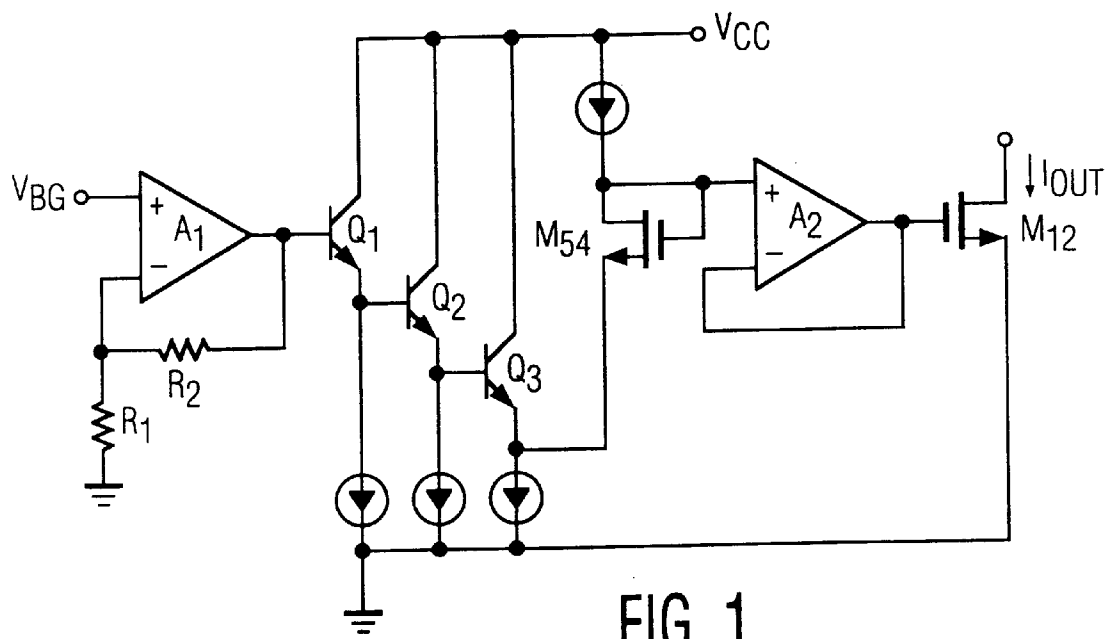 V_CC
V_BG
+
A_1
−
Q_1
Q_2
Q_3
R_2
R_1
M_54
+
A_2
−
↓I_OUT
M_12
FIG. 1